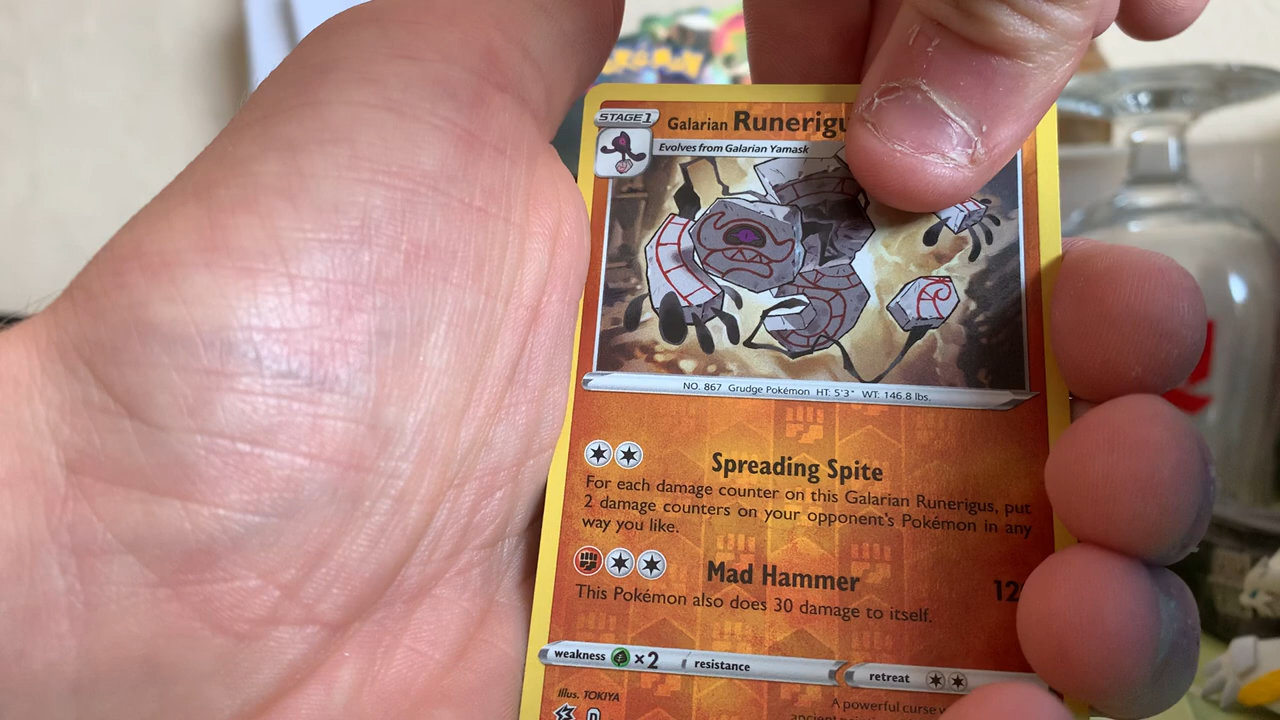 POKÉMON
STAGE 1
Galarian Runerigu
Evolves from Galarian Yamask
NO. 867 Grudge Pokémon HT: 5'3" WT: 146.8 lbs.
Spreading Spite
For each damage counter on this Galarian Runerigus, put
2 damage counters on your opponent's Pokémon in any
way you like.
Mad Hammer 12
This Pokémon also does 30 damage to itself.
weakness ×2 resistance retreat
Illus. TOKIYA
A powerful curse
D
ancient